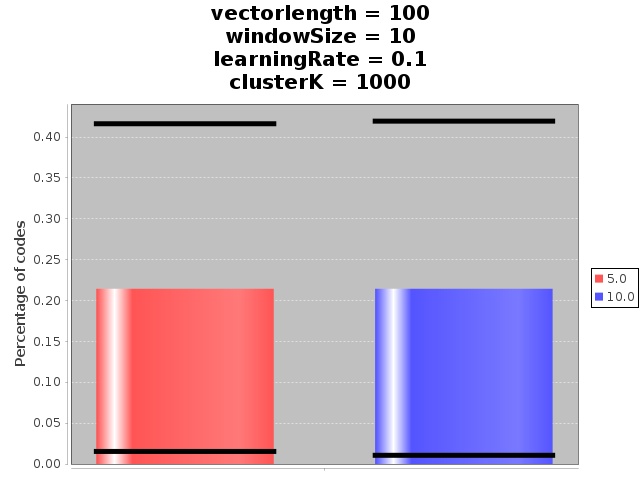 vectorlength = 100
windowSize = 10
learningRate = 0.1
clusterK = 1000
Percentage of codes
0.40
0.35
0.30
0.25
0.20
0.15
0.10
0.05
0.00
5.0
10.0